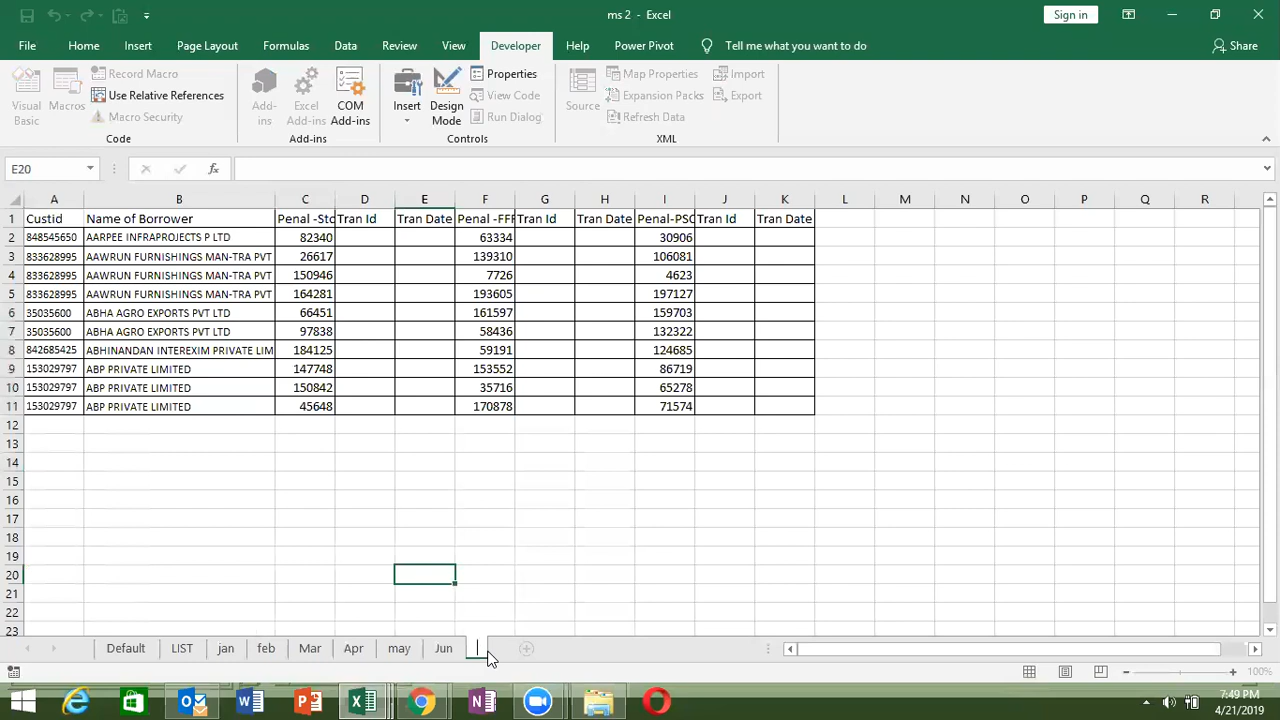 ms 2 - Excel
Sign in
File Home Insert Page Layout Formulas Data Review View Developer Help Power Pivot Tell me what you want to do Share
Visual Basic
Macros
Record Macro
Use Relative References
Macro Security
Code
Add-ins
Excel Add-ins
COM Add-ins
Add-ins
Insert
Design Mode
Properties
View Code
Run Dialog
Controls
Source
Map Properties
Expansion Packs
Refresh Data
Import
Export
XML
E20
fx
A B C D E F G H I J K L M N O P Q R
1 Custid Name of Borrower Penal -Sto Tran Id Tran Date Penal -FFR Tran Id Tran Date Penal-PSO Tran Id Tran Date
2 848545650 AARPEE INFRAPROJECTS P LTD 82340 63334 30906
3 833628995 AAWRUN FURNISHINGS MAN-TRA PVT 26617 139310 106081
4 833628995 AAWRUN FURNISHINGS MAN-TRA PVT 150946 7726 4623
5 833628995 AAWRUN FURNISHINGS MAN-TRA PVT 164281 193605 197127
6 35035600 ABHA AGRO EXPORTS PVT LTD 66451 161597 159703
7 35035600 ABHA AGRO EXPORTS PVT LTD 97838 58436 132322
8 842685425 ABHINANDAN INTEREXIM PRIVATE LIM 184125 59191 124685
9 153029797 ABP PRIVATE LIMITED 147748 153552 86719
10 153029797 ABP PRIVATE LIMITED 150842 35716 65278
11 153029797 ABP PRIVATE LIMITED 45648 170878 71574
12
13
14
15
16
17
18
19
20
21
22
23
Default LIST jan feb Mar Apr may Jun
100%
7:49 PM
4/21/2019